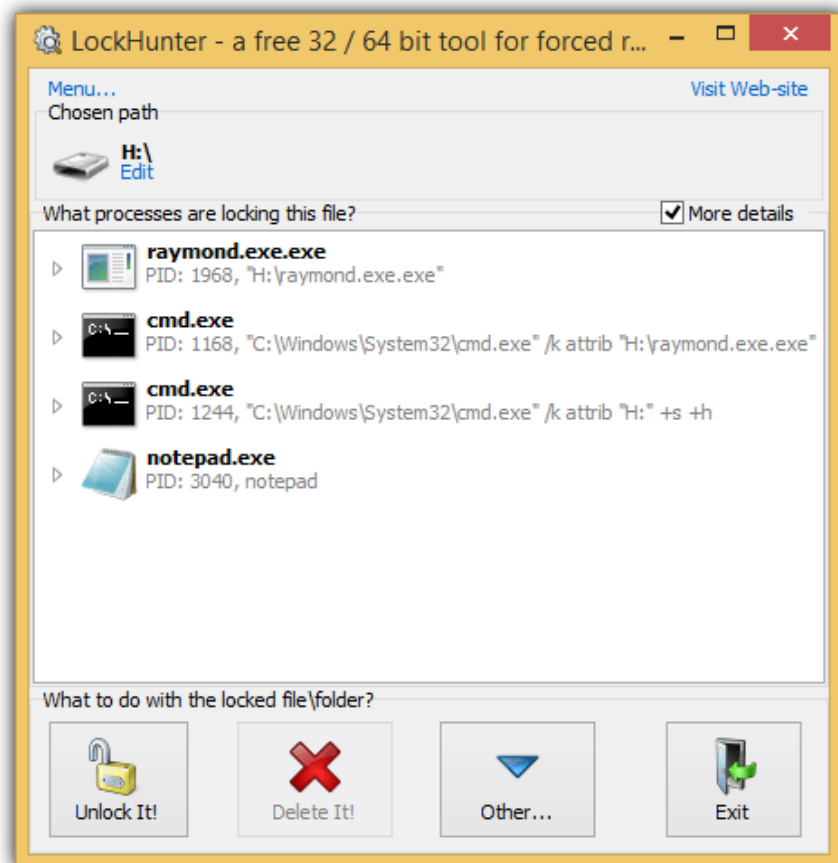 LockHunter - a free 32 / 64 bit tool for forced r...
Menu...
Visit Web-site
Chosen path
H:\
Edit
What processes are locking this file?
More details
raymond.exe.exe
PID: 1968, "H:\raymond.exe.exe"
cmd.exe
PID: 1168, "C:\Windows\System32\cmd.exe" /k attrib "H:\raymond.exe.exe"
cmd.exe
PID: 1244, "C:\Windows\System32\cmd.exe" /k attrib "H:" +s +h
notepad.exe
PID: 3040, notepad
What to do with the locked file\folder?
Unlock It!
Delete It!
Other...
Exit